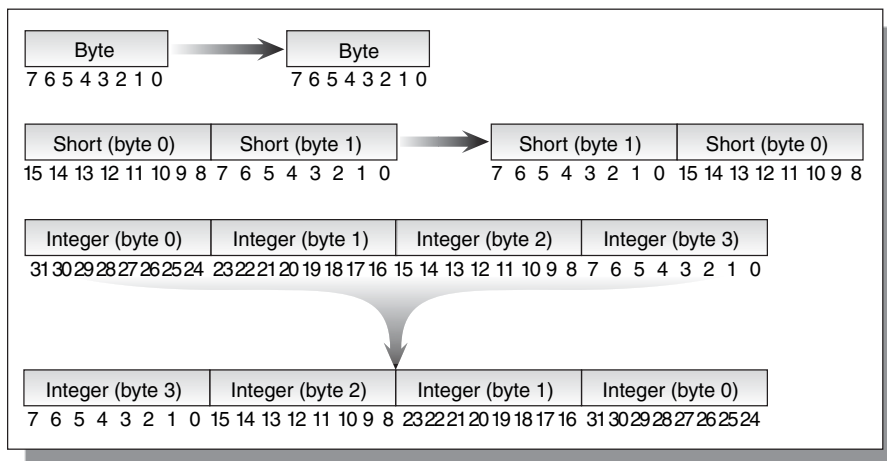 Byte Byte
7 6 5 4 3 2 1 0 7 6 5 4 3 2 1 0
Short (byte 0) Short (byte 1) Short (byte 1) Short (byte 0)
15 14 13 12 11 10 9 8 7 6 5 4 3 2 1 0 7 6 5 4 3 2 1 0 15 14 13 12 11 10 9 8
Integer (byte 0) Integer (byte 1) Integer (byte 2) Integer (byte 3)
31 30 29 28 27 26 25 24 23 22 21 20 19 18 17 16 15 14 13 12 11 10 9 8 7 6 5 4 3 2 1 0
Integer (byte 3) Integer (byte 2) Integer (byte 1) Integer (byte 0)
7 6 5 4 3 2 1 0 15 14 13 12 11 10 9 8 23 22 21 20 19 18 17 16 31 30 29 28 27 26 25 24